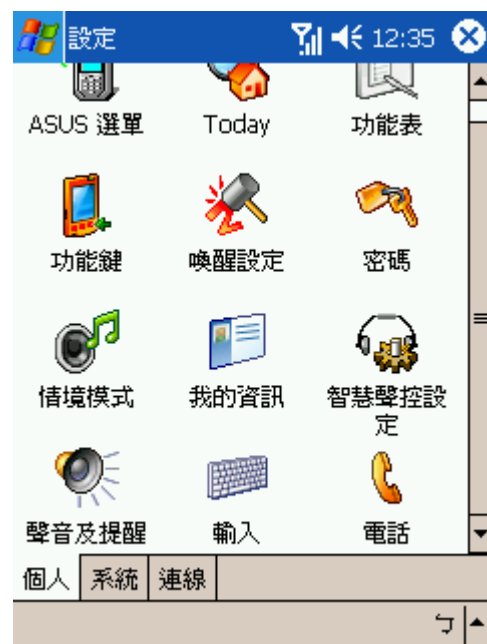 設定 12:35
ASUS 選單 Today 功能表
功能鍵 喚醒設定 密碼
情境模式 我的資訊 智慧聲控設
定
聲音及提醒 輸入 電話
個人 系統 連線
ㄅ